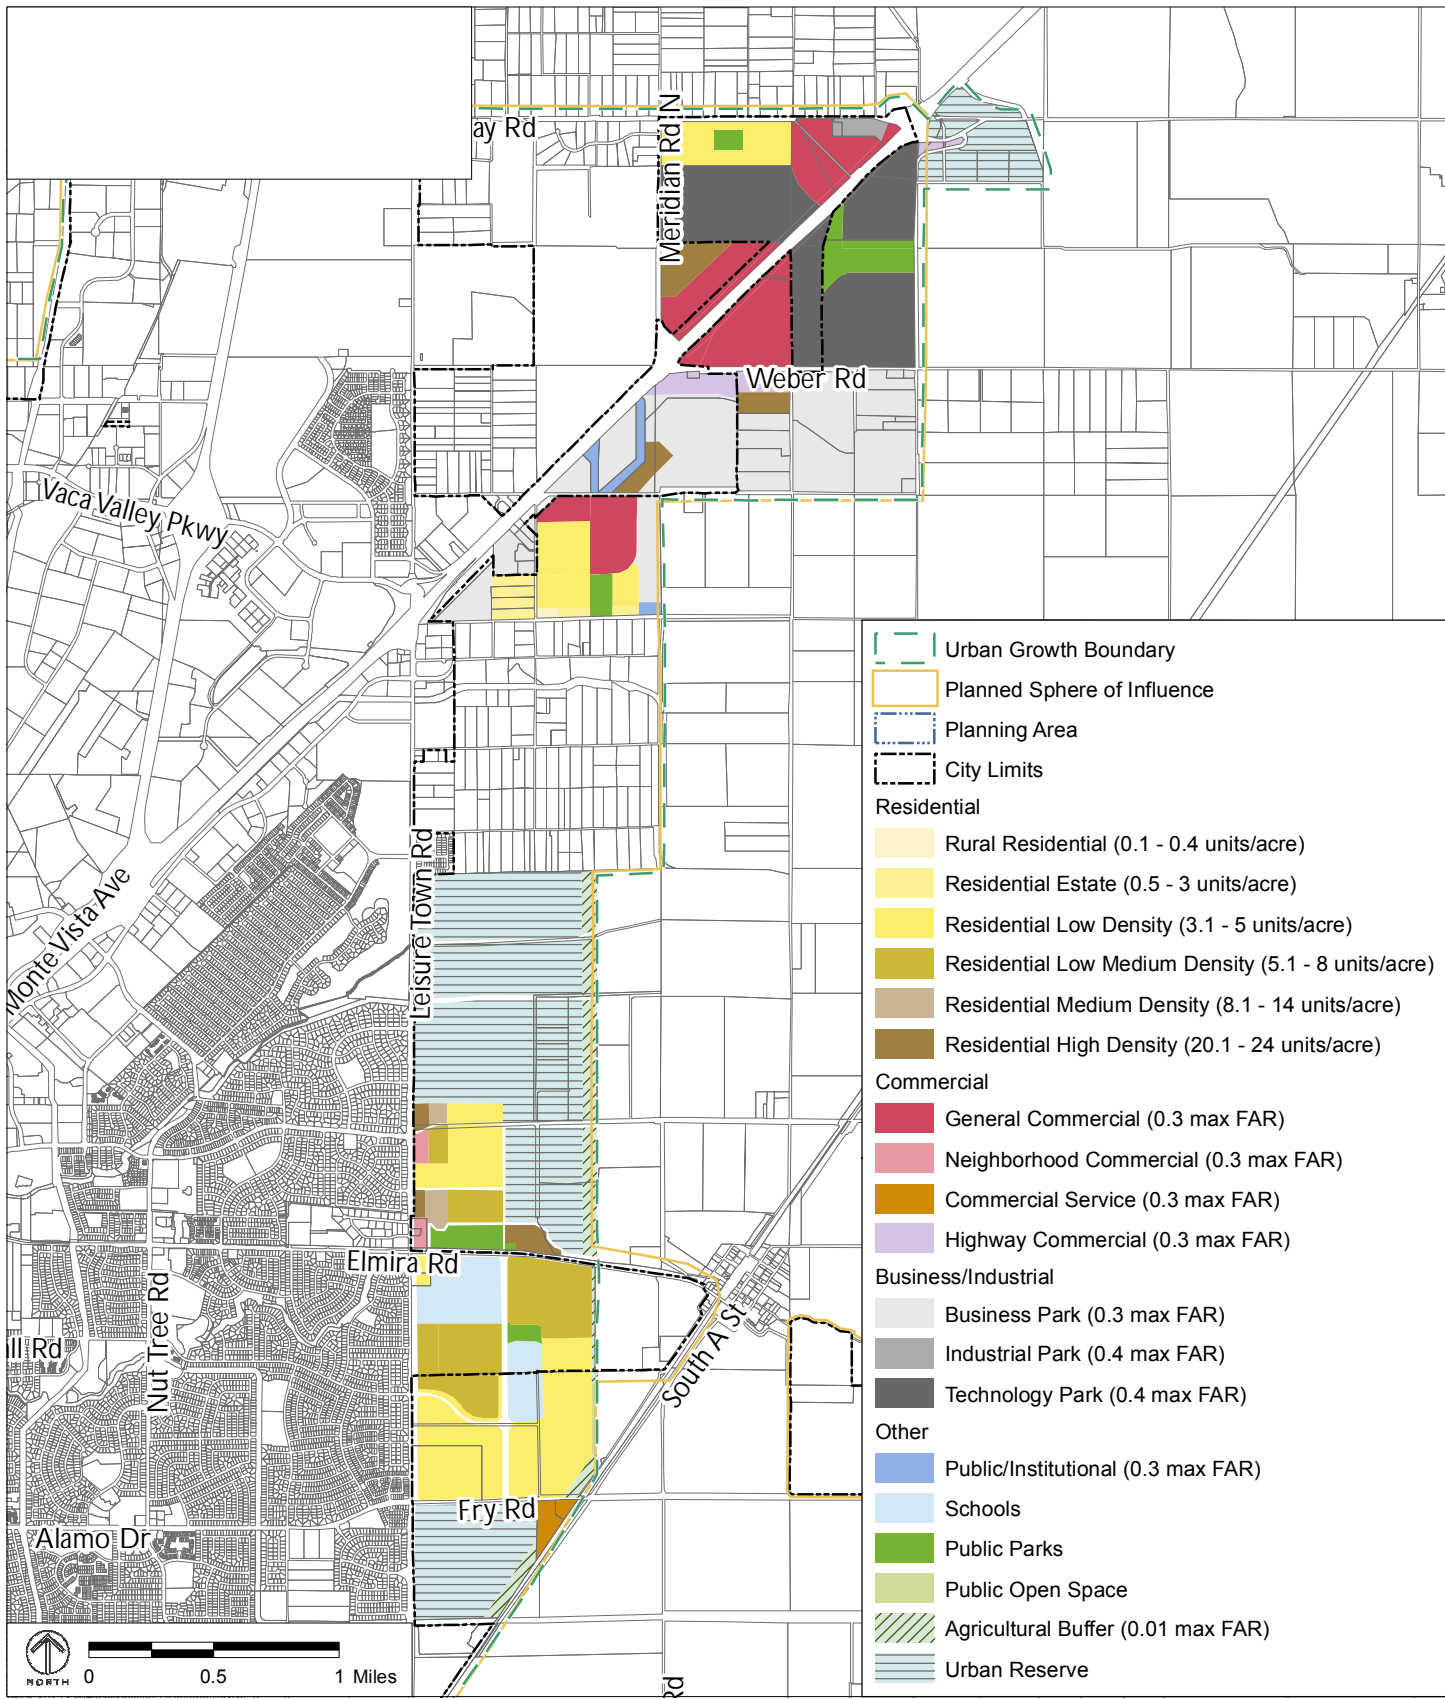 ay Rd
Meridian Rd N
Weber Rd
Vaca Valley Pkwy
Leisure Town Rd
Monte Vista Ave
Elmira Rd
Nut Tree Rd
ll Rd
South A St
Fry Rd
Alamo Dr
Rd
NORTH
0 0.5 1 Miles
Urban Growth Boundary
Planned Sphere of Influence
Planning Area
City Limits
Residential
Rural Residential (0.1 - 0.4 units/acre)
Residential Estate (0.5 - 3 units/acre)
Residential Low Density (3.1 - 5 units/acre)
Residential Low Medium Density (5.1 - 8 units/acre)
Residential Medium Density (8.1 - 14 units/acre)
Residential High Density (20.1 - 24 units/acre)
Commercial
General Commercial (0.3 max FAR)
Neighborhood Commercial (0.3 max FAR)
Commercial Service (0.3 max FAR)
Highway Commercial (0.3 max FAR)
Business/Industrial
Business Park (0.3 max FAR)
Industrial Park (0.4 max FAR)
Technology Park (0.4 max FAR)
Other
Public/Institutional (0.3 max FAR)
Schools
Public Parks
Public Open Space
Agricultural Buffer (0.01 max FAR)
Urban Reserve